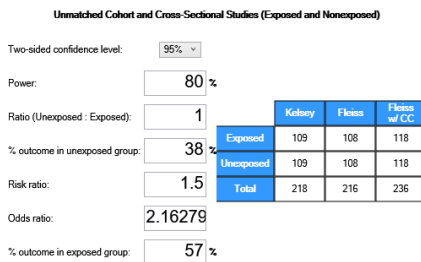 Unmatched Cohort and Cross-Sectional Studies (Exposed and Nonexposed)
Two-sided confidence level: 95%
Power: 80 %
Ratio (Unexposed : Exposed): 1
% outcome in unexposed group: 38 %
Risk ratio: 1.5
Odds ratio: 2.16279
% outcome in exposed group: 57 %
Kelsey Fleiss Fleiss w/ CC
Exposed 109 108 118
Unexposed 109 108 118
Total 218 216 236